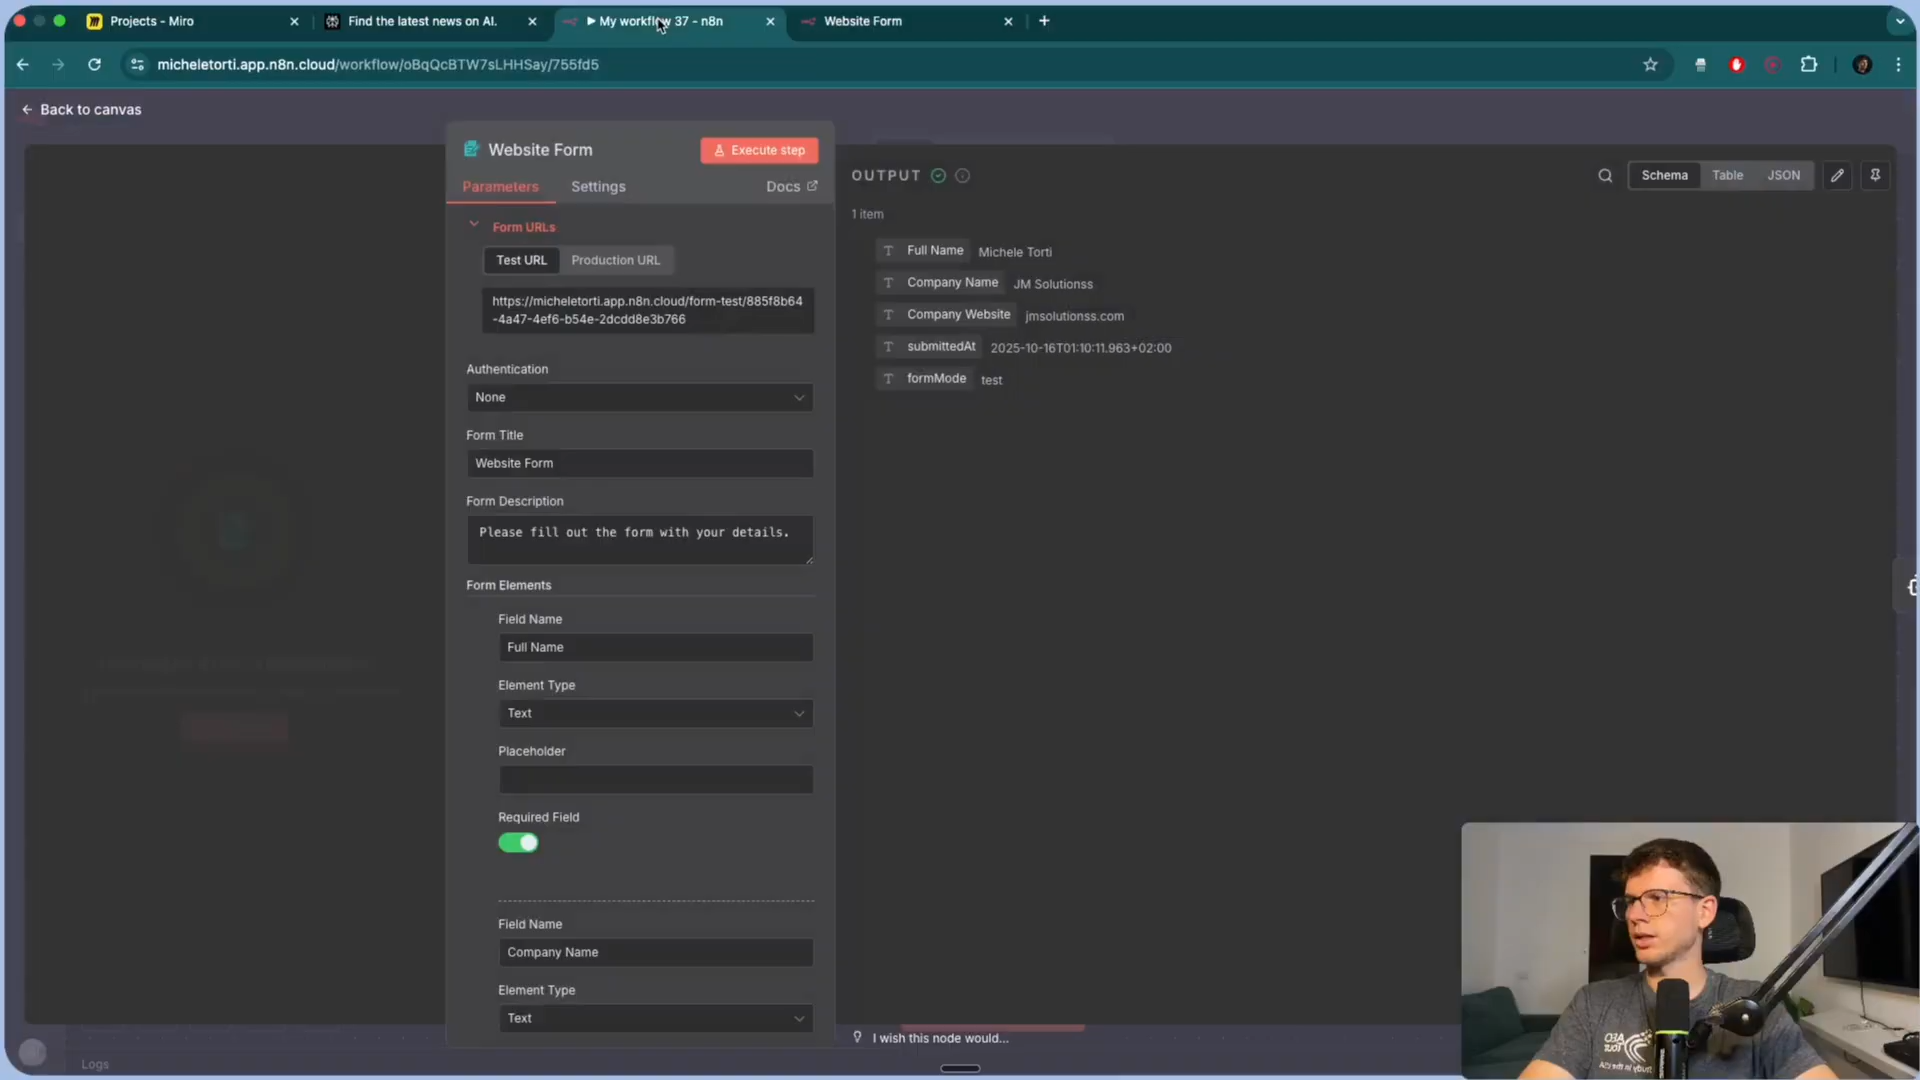 Projects - Miro
Find the latest news on AI.
▶ My workflow 37 - n8n
Website Form
micheletorti.app.n8n.cloud/workflow/oBqQcBTW7sLHHSay/755fd5
Back to canvas
Website Form
Execute step
Parameters
Settings
Docs
Form URLs
Test URL
Production URL
https://micheletorti.app.n8n.cloud/form-test/885f8b64
-4a47-4ef6-b54e-2dcdd8e3b766
Authentication
None
Form Title
Website Form
Form Description
Please fill out the form with your details.
Form Elements
Field Name
Full Name
Element Type
Text
Placeholder
Required Field
Field Name
Company Name
Element Type
Text
OUTPUT
Schema
Table
JSON
1 item
T Full Name Michele Torti
T Company Name JM Solutionss
T Company Website jmsolutionss.com
T submittedAt 2025-10-16T01:10:11.963+02:00
T formMode test
I wish this node would...
Logs